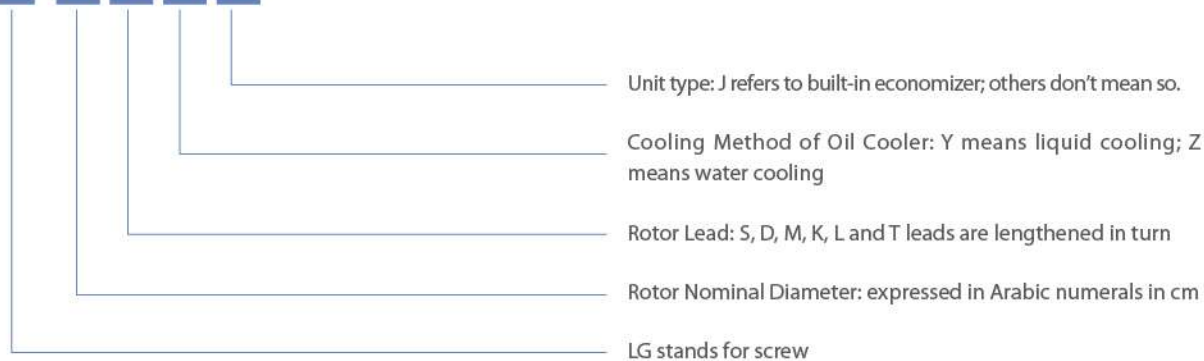 Unit type: J refers to built-in economizer; others don't mean so.
Cooling Method of Oil Cooler: Y means liquid cooling; Z
means water cooling
Rotor Lead: S, D, M, K, L and T leads are lengthened in turn
Rotor Nominal Diameter: expressed in Arabic numerals in cm
LG stands for screw